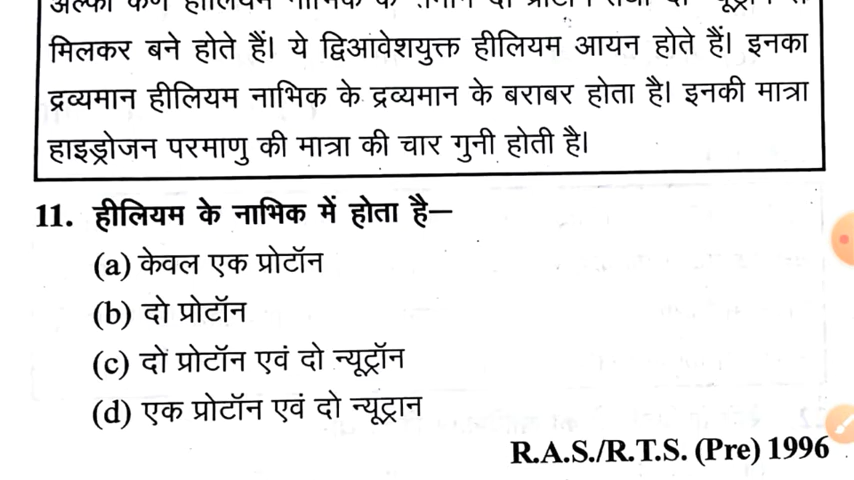 मिलकर बने होते हैं। ये द्विआवेशयुक्त हीलियम आयन होते हैं। इनका
द्रव्यमान हीलियम नाभिक के द्रव्यमान के बराबर होता है। इनकी मात्रा
हाइड्रोजन परमाणु की मात्रा की चार गुनी होती है।
11. हीलियम के नाभिक में होता है–
(a) केवल एक प्रोटॉन
(b) दो प्रोटॉन
(c) दो प्रोटॉन एवं दो न्यूट्रॉन
(d) एक प्रोटॉन एवं दो न्यूट्रान
R.A.S./R.T.S. (Pre) 1996